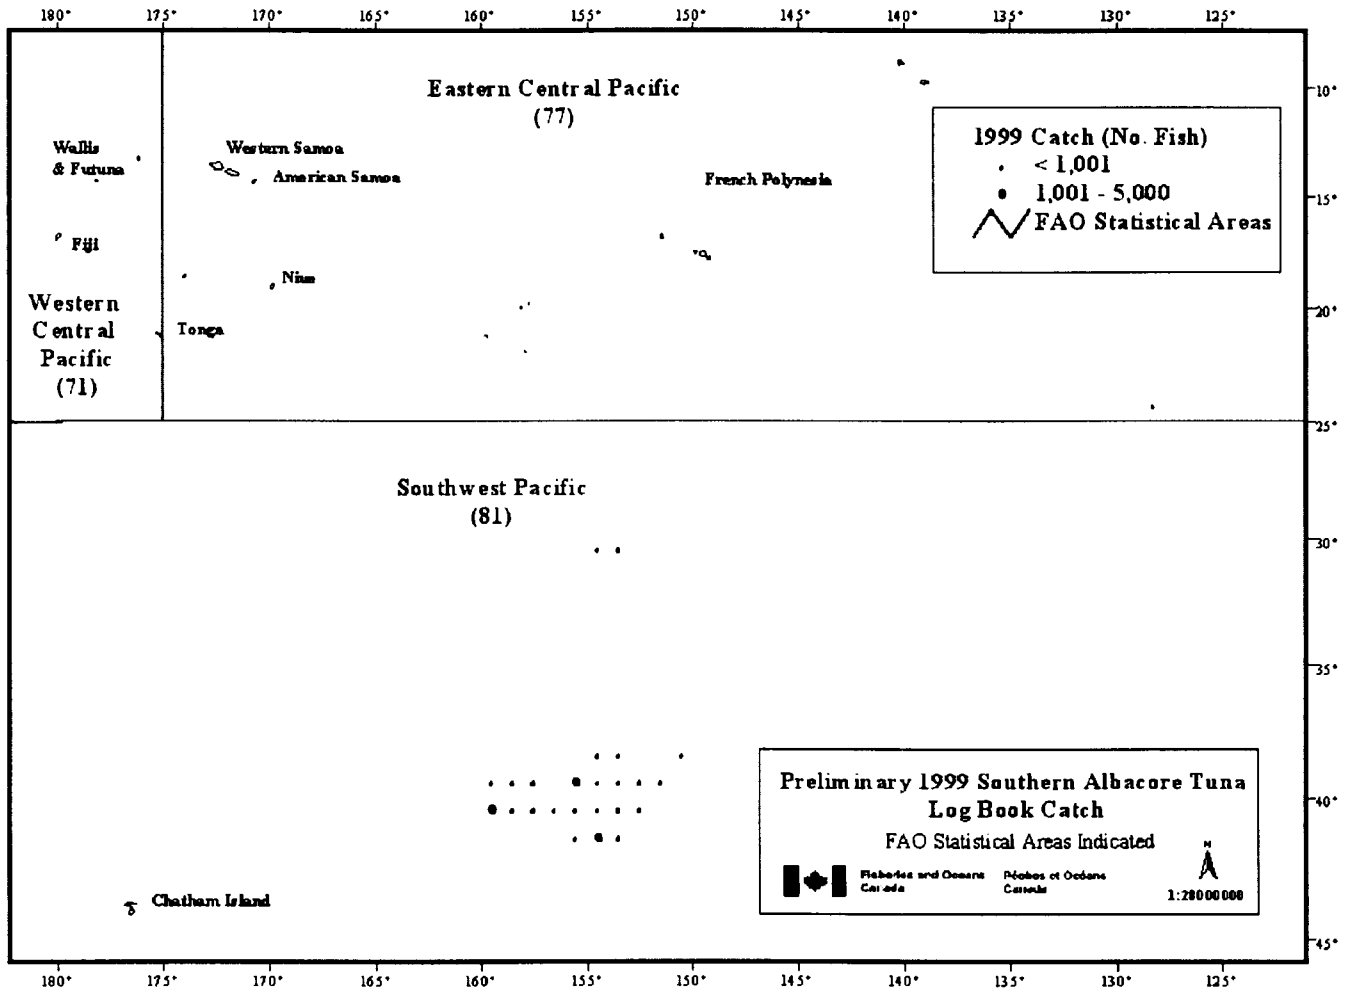 180° 175° 170° 165° 160° 155° 150° 145° 140° 135° 130° 125°
Eastern Central Pacific
(77)
10°
1999 Catch (No. Fish)
< 1,001
1,001 - 5,000
FAO Statistical Areas
Wallis
& Futuna
Western Samoa
American Samoa
French Polynesia
15°
Fiji
Niue
Western
Central
Pacific
(71)
Tonga
20°
25°
Southwest Pacific
(81)
30°
35°
Preliminary 1999 Southern Albacore Tuna
Log Book Catch
FAO Statistical Areas Indicated
N
Fisheries and Oceans
Canada
Pêches et Océans
Canada
1:28000000
40°
Chatham Island
45°
180° 175° 170° 165° 160° 155° 150° 145° 140° 135° 130° 125°